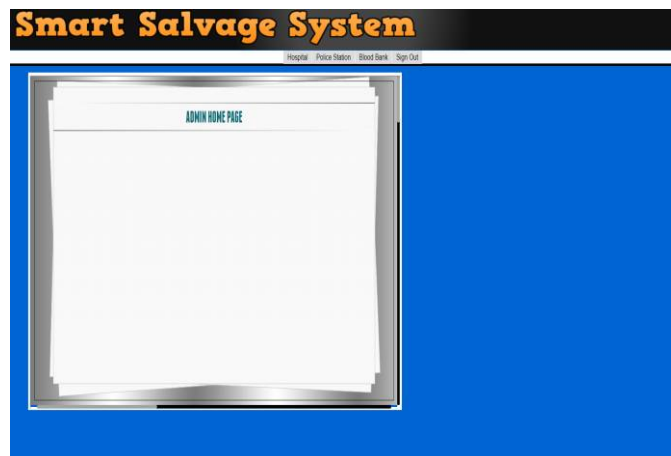 Smart Salvage System
Hospital Police Station Blood Bank Sign Out
ADMIN HOME PAGE